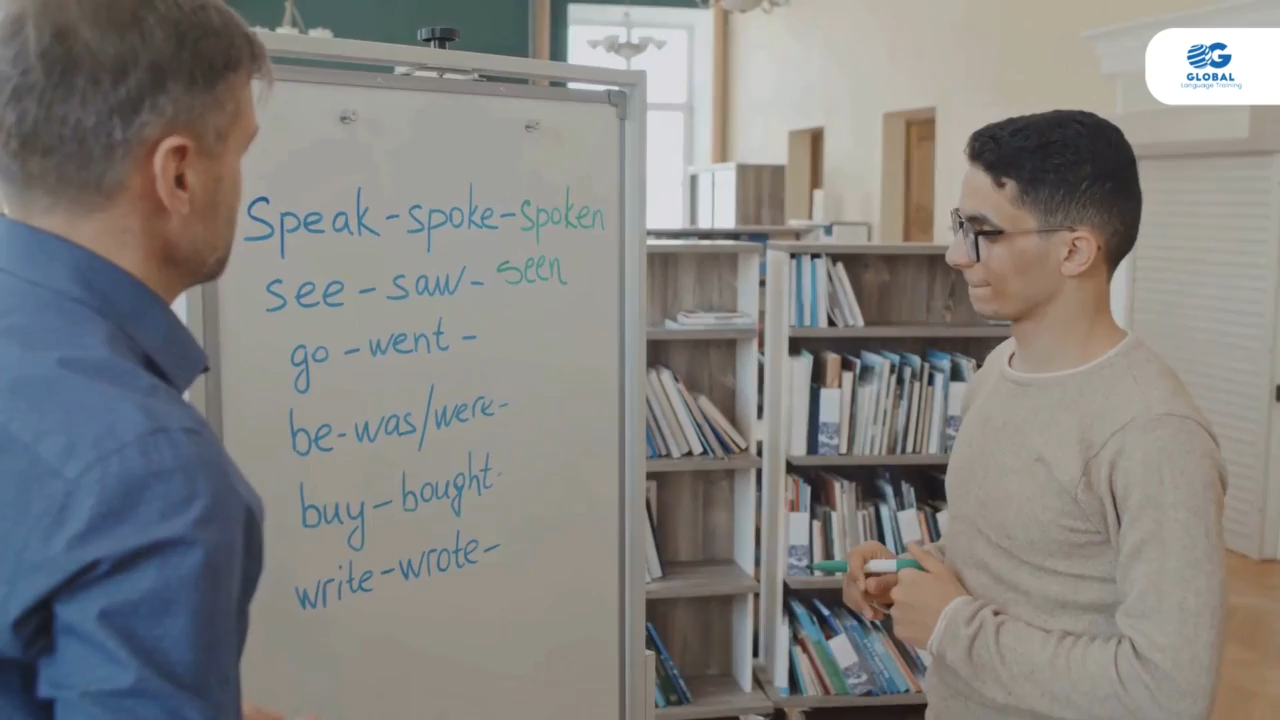 GLOBAL
Language Training
Speak-spoke-spoken
see-saw-seen
go-went-
be-was/were-
buy-bought-
write-wrote-